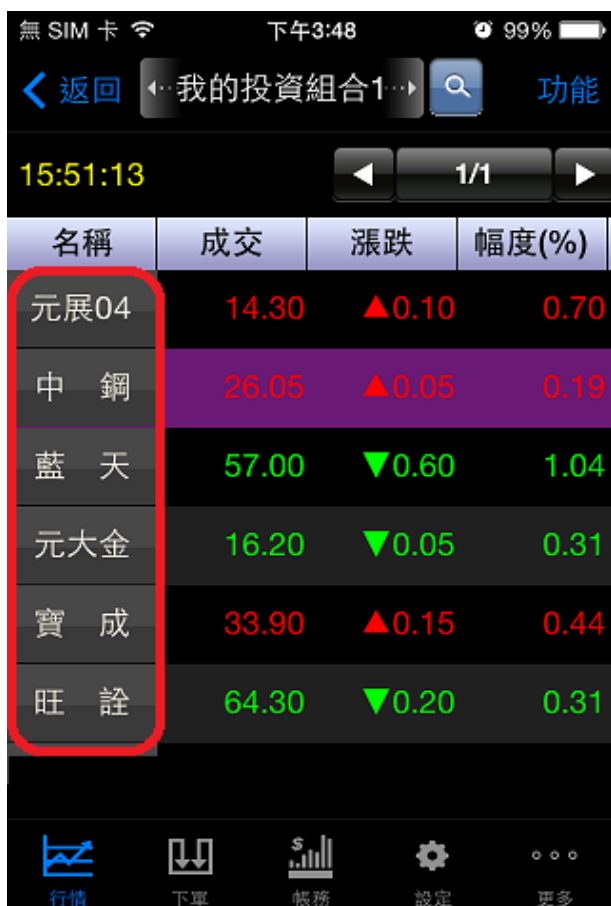 無 SIM 卡 下午3:48 99%
返回 我的投資組合1 功能
15:51:13 1/1
名稱 成交 漲跌 幅度(%)
元展04 14.30 ▲0.10 0.70
中 鋼 26.05 ▲0.05 0.19
藍 天 57.00 ▼0.60 1.04
元大金 16.20 ▼0.05 0.31
寶 成 33.90 ▲0.15 0.44
旺 詮 64.30 ▼0.20 0.31
行情 下單 帳務 設定 更多